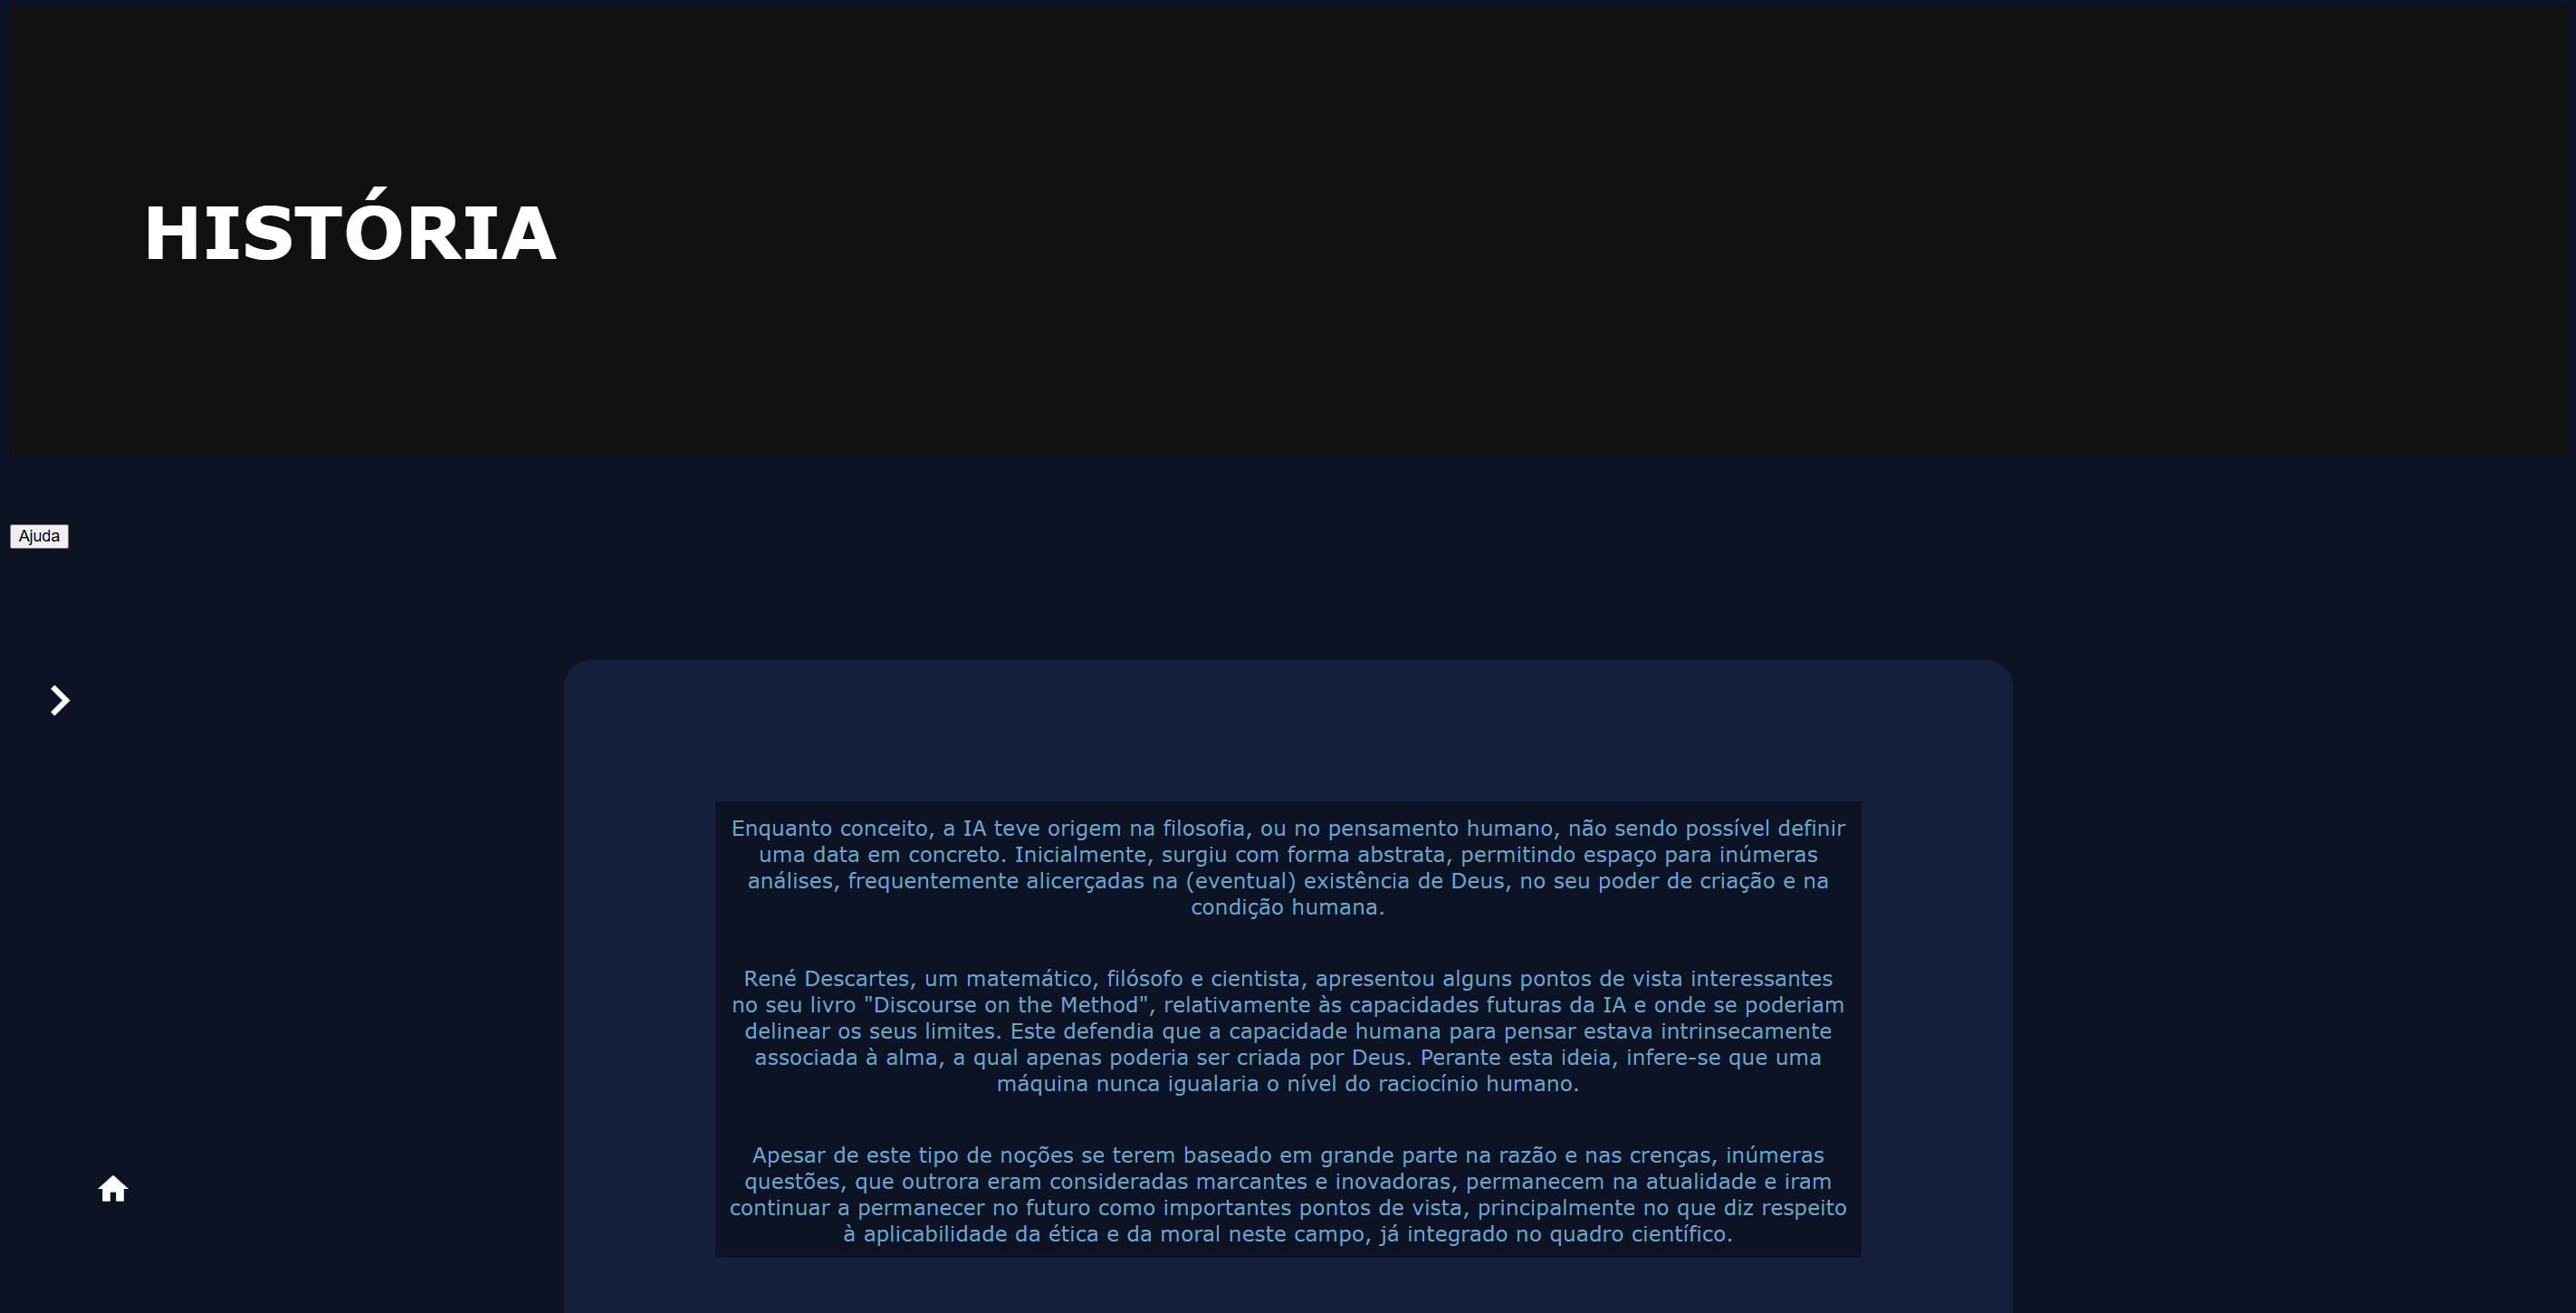 HISTÓRIA
Ajuda
Enquanto conceito, a IA teve origem na filosofia, ou no pensamento humano, não sendo possível definir
uma data em concreto. Inicialmente, surgiu com forma abstrata, permitindo espaço para inúmeras
análises, frequentemente alicerçadas na (eventual) existência de Deus, no seu poder de criação e na
condição humana.
René Descartes, um matemático, filósofo e cientista, apresentou alguns pontos de vista interessantes
no seu livro "Discourse on the Method", relativamente às capacidades futuras da IA e onde se poderiam
delinear os seus limites. Este defendia que a capacidade humana para pensar estava intrinsecamente
associada à alma, a qual apenas poderia ser criada por Deus. Perante esta ideia, infere-se que uma
máquina nunca igualaria o nível do raciocínio humano.
Apesar de este tipo de noções se terem baseado em grande parte na razão e nas crenças, inúmeras
questões, que outrora eram consideradas marcantes e inovadoras, permanecem na atualidade e iram
continuar a permanecer no futuro como importantes pontos de vista, principalmente no que diz respeito
à aplicabilidade da ética e da moral neste campo, já integrado no quadro científico.